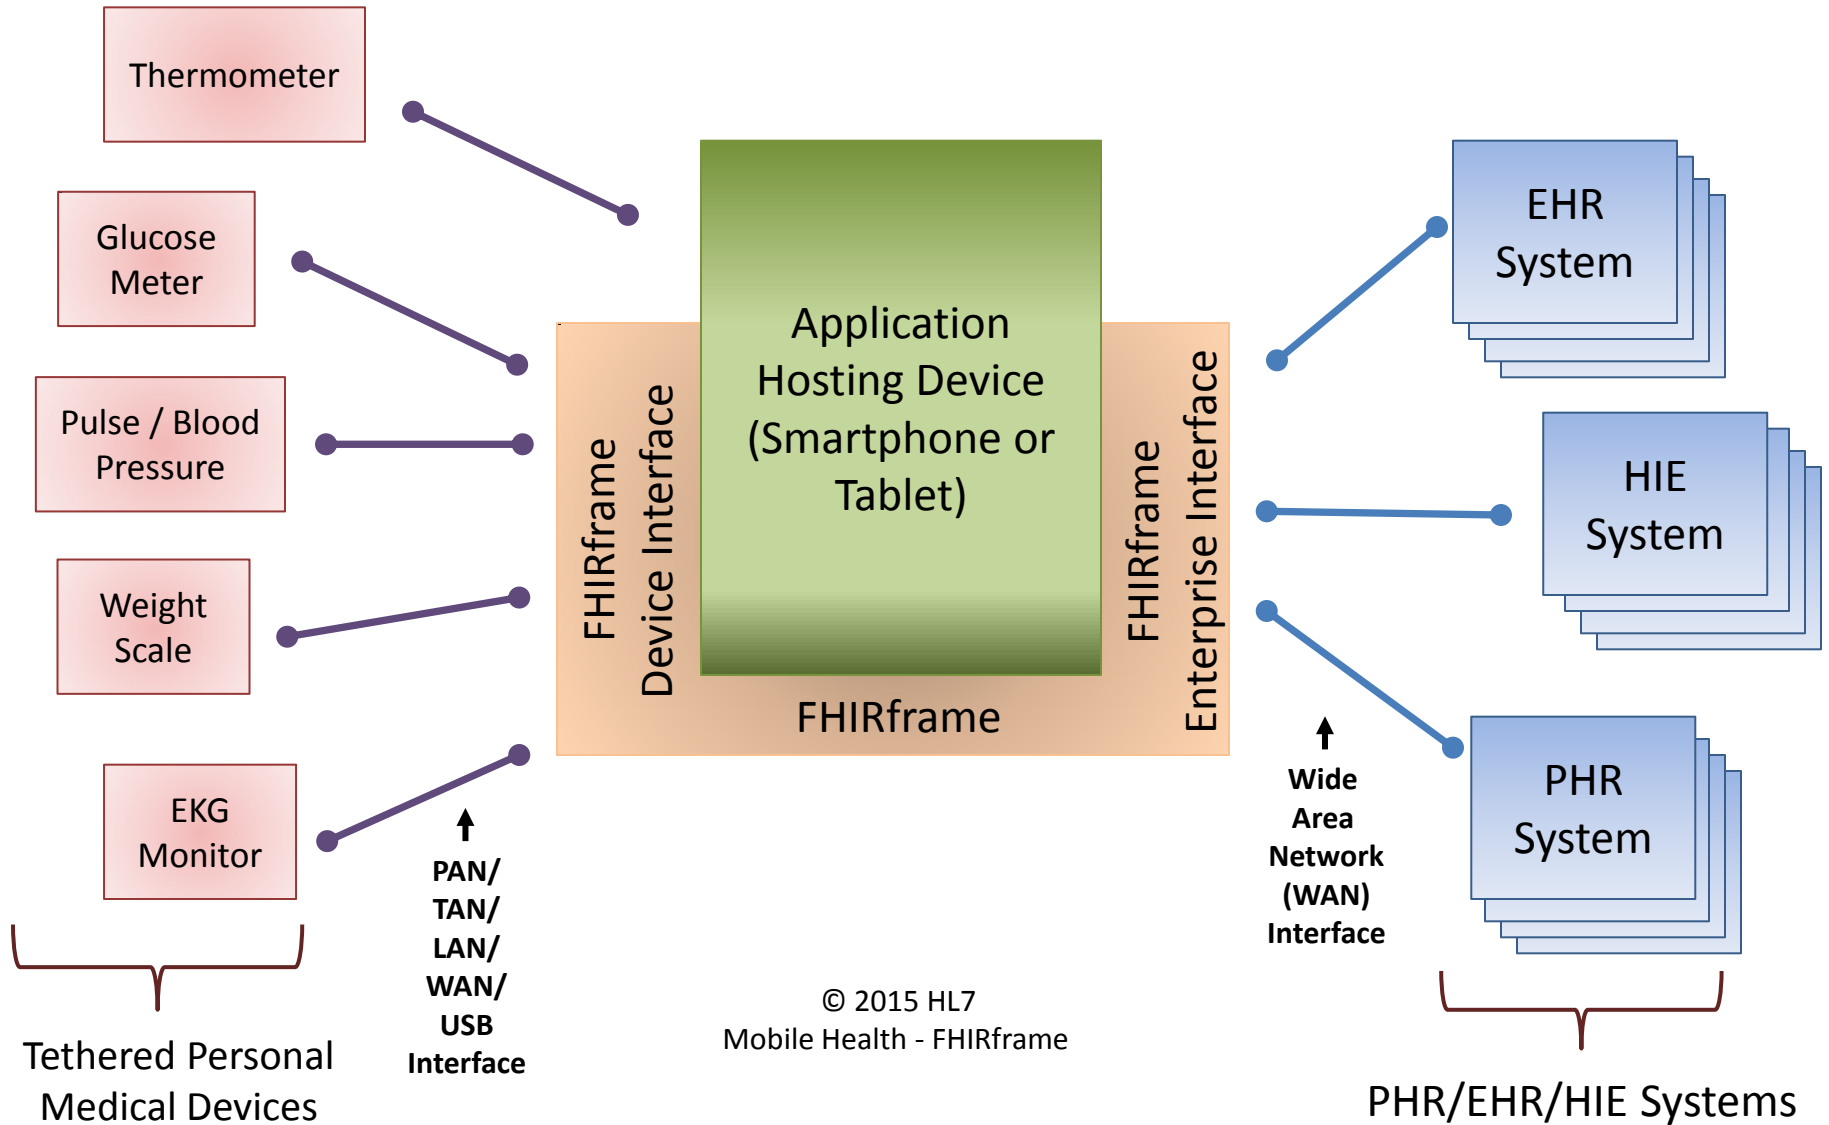 Thermometer
Glucose
Meter
Pulse / Blood
Pressure
Weight
Scale
EKG
Monitor
Tethered Personal
Medical Devices
PAN/
TAN/
LAN/
WAN/
USB
Interface
FHIRframe
Device Interface
Application
Hosting Device
(Smartphone or
Tablet)
FHIRframe
FHIRframe
Enterprise Interface
© 2015 HL7
Mobile Health - FHIRframe
Wide
Area
Network
(WAN)
Interface
EHR
System
HIE
System
PHR
System
PHR/EHR/HIE Systems